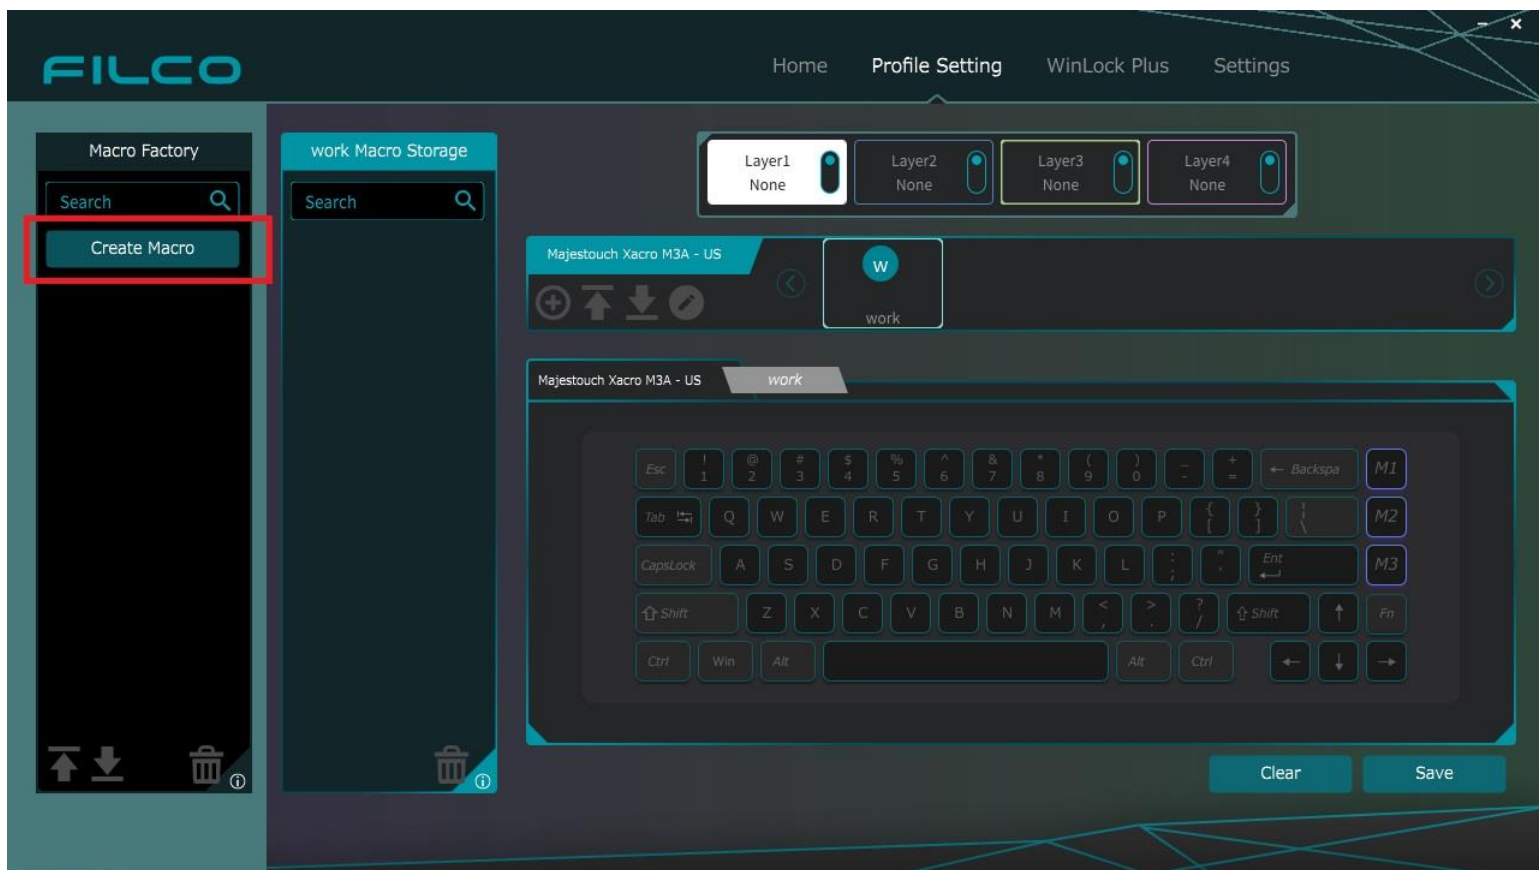 FILCO
Home Profile Setting WinLock Plus Settings
Macro Factory
Search
Create Macro
work Macro Storage
Search
Layer1
None
Layer2
None
Layer3
None
Layer4
None
Majestouch Xacro M3A - US
W
work
Majestouch Xacro M3A - US work
Esc ! 1 @ 2 # 3 $ 4 % 5 ^ 6 & 7 * 8 ( 9 ) 0 _ - + = ← Backspa M1
Tab Q W E R T Y U I O P { [ } ] ¦ \ M2
CapsLock A S D F G H J K L : ; " ' Ent M3
⇧ Shift Z X C V B N M < , > . ? / ⇧ Shift ↑ Fn
Ctrl Win Alt Alt Ctrl ← ↓ →
Clear Save